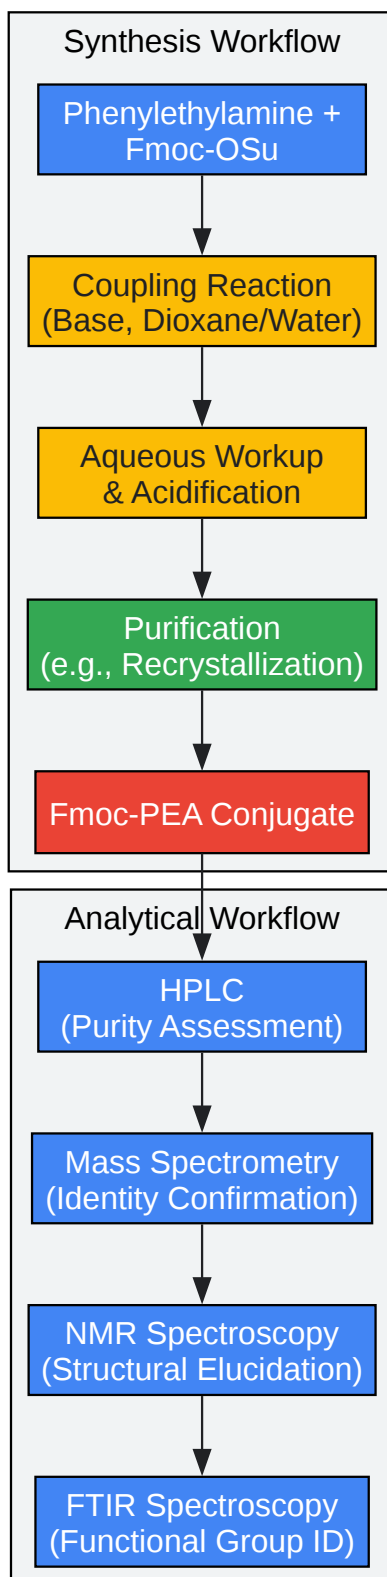 Synthesis Workflow
Phenylethylamine +
Fmoc-OSu
Coupling Reaction
(Base, Dioxane/Water)
Aqueous Workup
& Acidification
Purification
(e.g., Recrystallization)
Fmoc-PEA Conjugate
Analytical Workflow
HPLC
(Purity Assessment)
Mass Spectrometry
(Identity Confirmation)
NMR Spectroscopy
(Structural Elucidation)
FTIR Spectroscopy
(Functional Group ID)